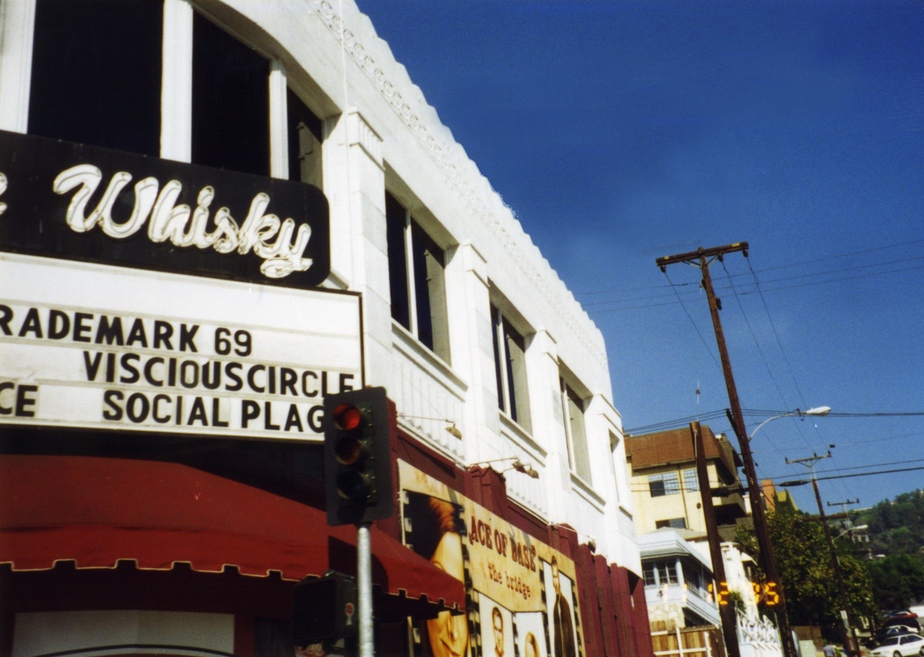 Whisky
RADEMARK 69
VISCIOUSCIRCLE
CE SOCIAL PLAG
ACE OF BASE
the bridge